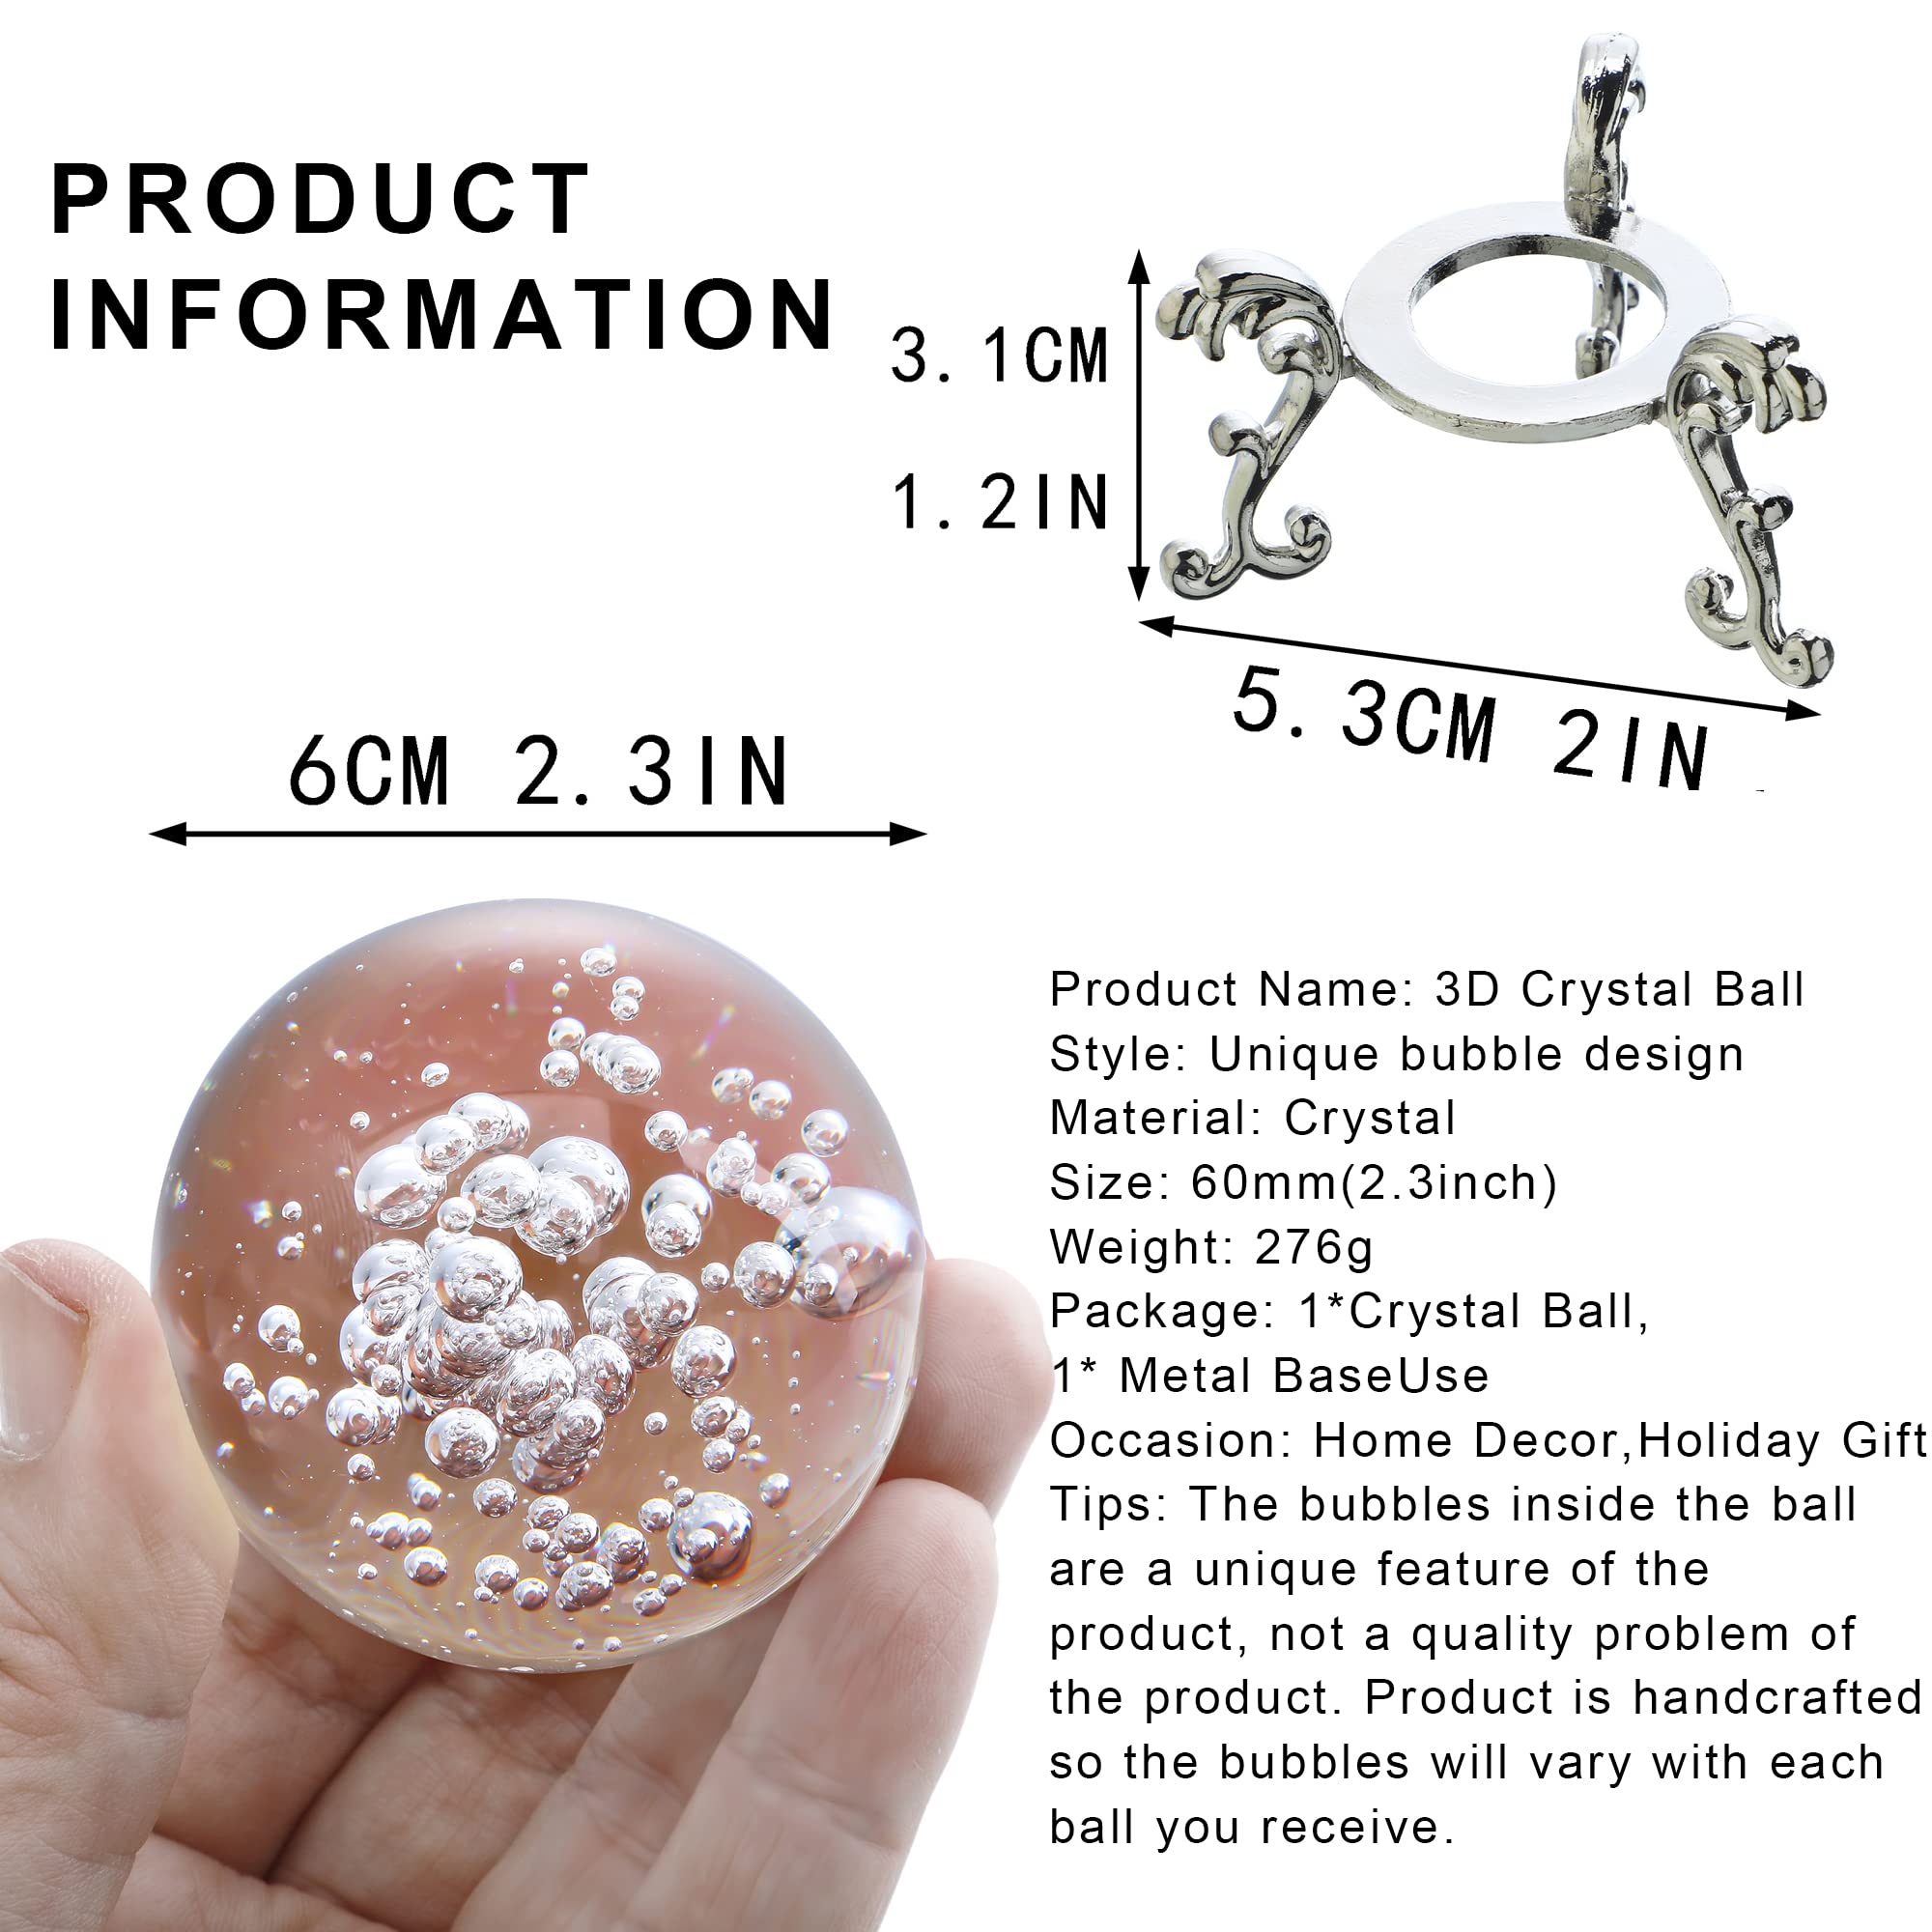 PRODUCT
INFORMATION
3.1CM
1.2IN
5.3CM 2IN
6CM 2.3IN
Product Name: 3D Crystal Ball
Style: Unique bubble design
Material: Crystal
Size: 60mm(2.3inch)
Weight: 276g
Package: 1*Crystal Ball,
1* Metal BaseUse
Occasion: Home Decor,Holiday Gift
Tips: The bubbles inside the ball
are a unique feature of the
product, not a quality problem of
the product. Product is handcrafted
so the bubbles will vary with each
ball you receive.